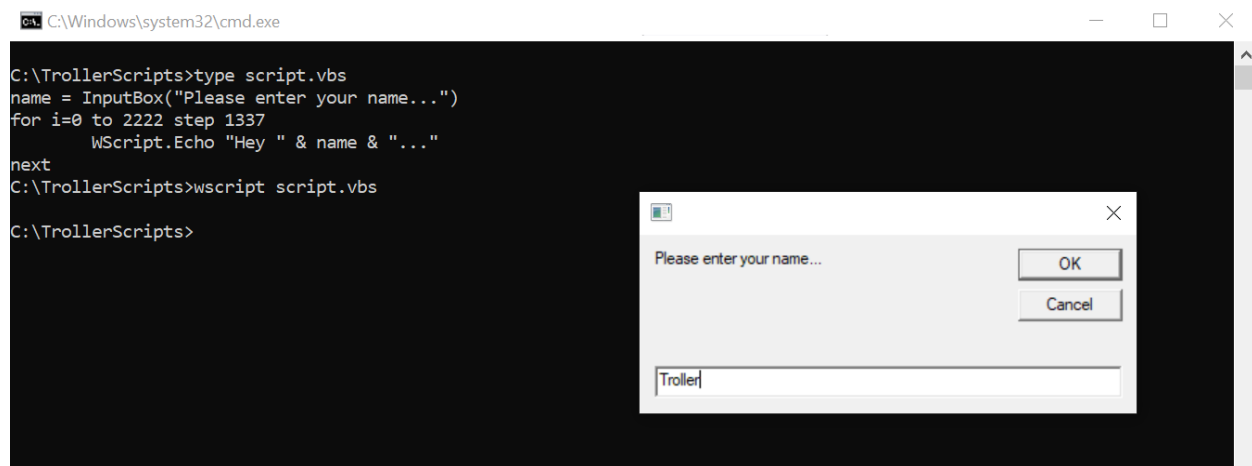 C:\Windows\system32\cmd.exe
C:\TrollerScripts>type script.vbs
name = InputBox("Please enter your name...")
for i=0 to 2222 step 1337
        WScript.Echo "Hey " & name & "..."
next
C:\TrollerScripts>wscript script.vbs
C:\TrollerScripts>
Please enter your name...
OK
Cancel
Troller